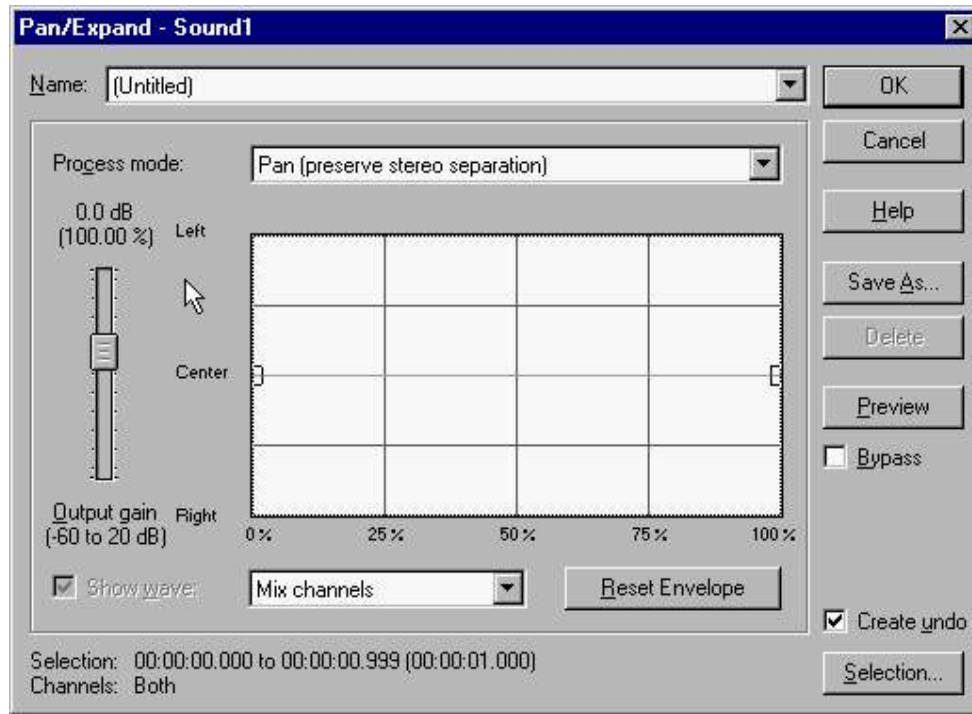 Pan/Expand - Sound1
Name: (Untitled)
OK
Cancel
Help
Save As...
Delete
Preview
Bypass
Process mode: Pan (preserve stereo separation)
0.0 dB
(100.00 %)
Left
Center
Right
Output gain
(-60 to 20 dB)
0 % 25 % 50 % 75 % 100 %
Show wave: Mix channels Reset Envelope
Create undo
Selection: 00:00:00.000 to 00:00:00.999 (00:00:01.000)
Channels: Both
Selection...